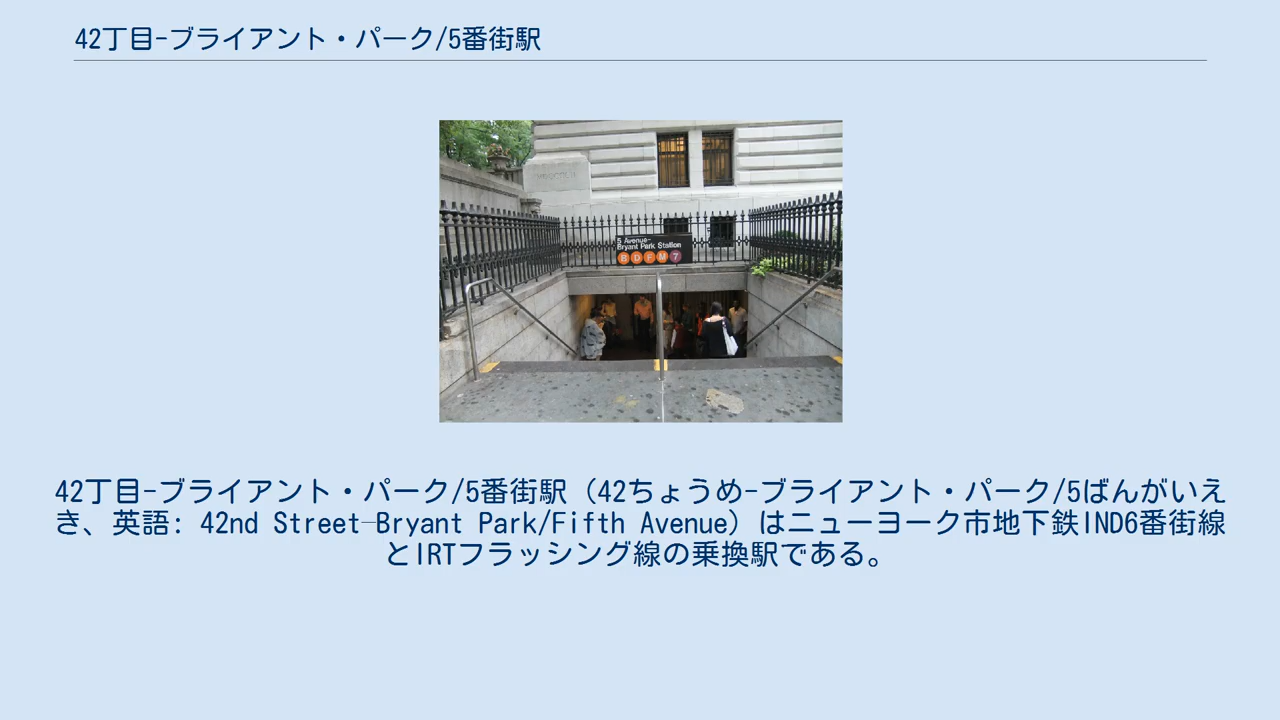 42丁目-ブライアント・パーク/5番街駅
5 Avenue-
Bryant Park Station
B D F M 7
42丁目-ブライアント・パーク/5番街駅（42ちょうめ-ブライアント・パーク/5ばんがいえ
き、英語: 42nd Street–Bryant Park/Fifth Avenue）はニューヨーク市地下鉄IND6番街線
とIRTフラッシング線の乗換駅である。